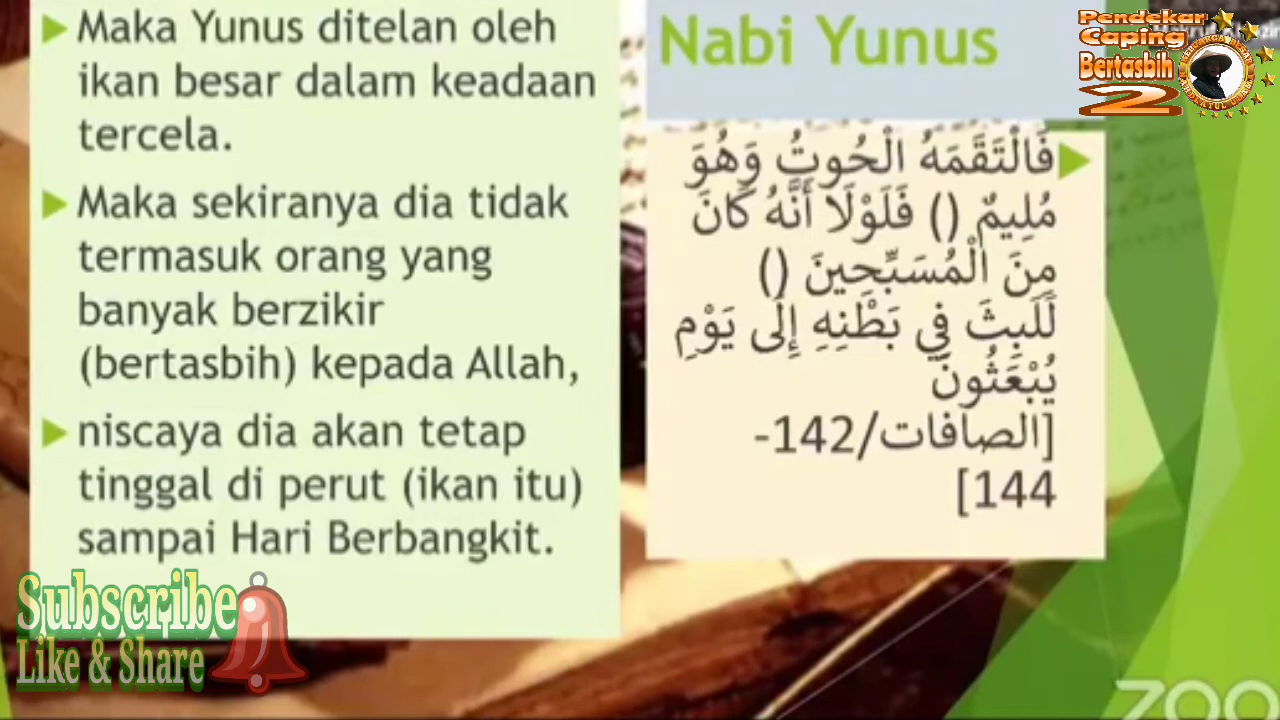 Maka Yunus ditelan oleh
ikan besar dalam keadaan
tercela.
Maka sekiranya dia tidak
termasuk orang yang
banyak berzikir
(bertasbih) kepada Allah,
niscaya dia akan tetap
tinggal di perut (ikan itu)
sampai Hari Berbangkit.
Nabi Yunus
فَالْتَقَمَهُ الْحُوتُ وَهُوَ
مُلِيمٌ () فَلَوْلَا أَنَّهُ كَانَ
مِنَ الْمُسَبِّحِينَ ()
لَلَبِثَ فِي بَطْنِهِ إِلَى يَوْمِ
يُبْعَثُونَ
[الصافات/142-
144]
Pendekar
Caping
Bertasbih
2
Subscribe
Like & Share
zoo